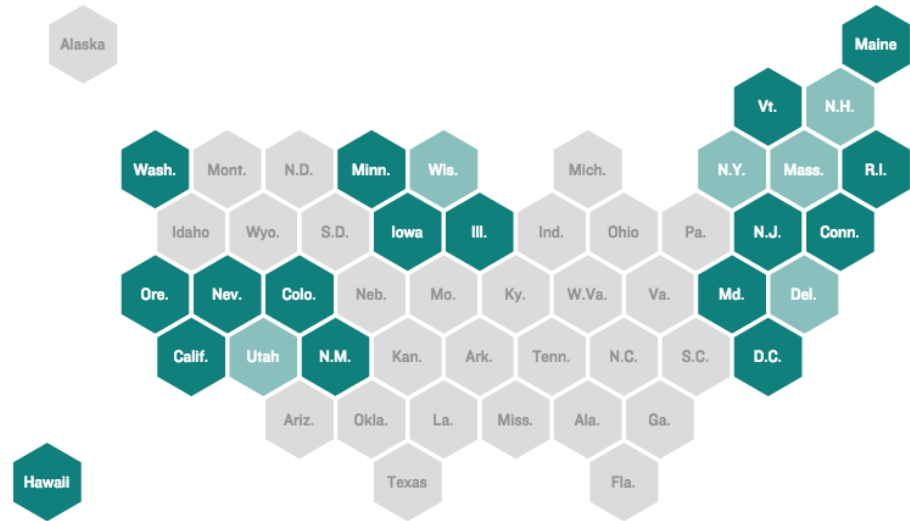 Alaska
Maine
Vt.
N.H.
Wash.
Mont.
N.D.
Minn.
Wis.
Mich.
N.Y.
Mass.
R.I.
Idaho
Wyo.
S.D.
Iowa
Ill.
Ind.
Ohio
Pa.
N.J.
Conn.
Ore.
Nev.
Colo.
Neb.
Mo.
Ky.
W.Va.
Va.
Md.
Del.
Calif.
Utah
N.M.
Kan.
Ark.
Tenn.
N.C.
S.C.
D.C.
Ariz.
Okla.
La.
Miss.
Ala.
Ga.
Hawaii
Texas
Fla.